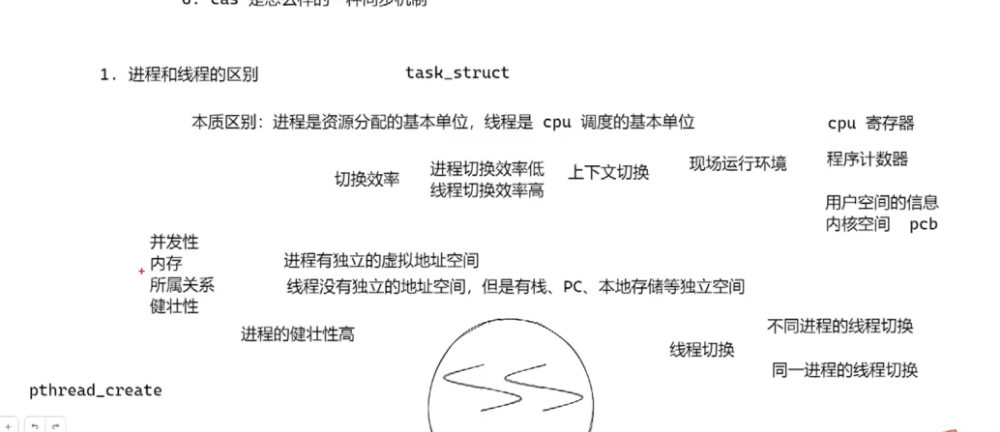 6. cas 是怎么样的一种同步机制
1. 进程和线程的区别
task_struct
本质区别：进程是资源分配的基本单位，线程是 cpu 调度的基本单位
cpu 寄存器
切换效率
进程切换效率低
线程切换效率高
上下文切换
现场运行环境
程序计数器
用户空间的信息
内核空间 pcb
并发性
内存
所属关系
健壮性
进程有独立的虚拟地址空间
线程没有独立的地址空间，但是有栈、PC、本地存储等独立空间
进程的健壮性高
线程切换
不同进程的线程切换
同一进程的线程切换
pthread_create